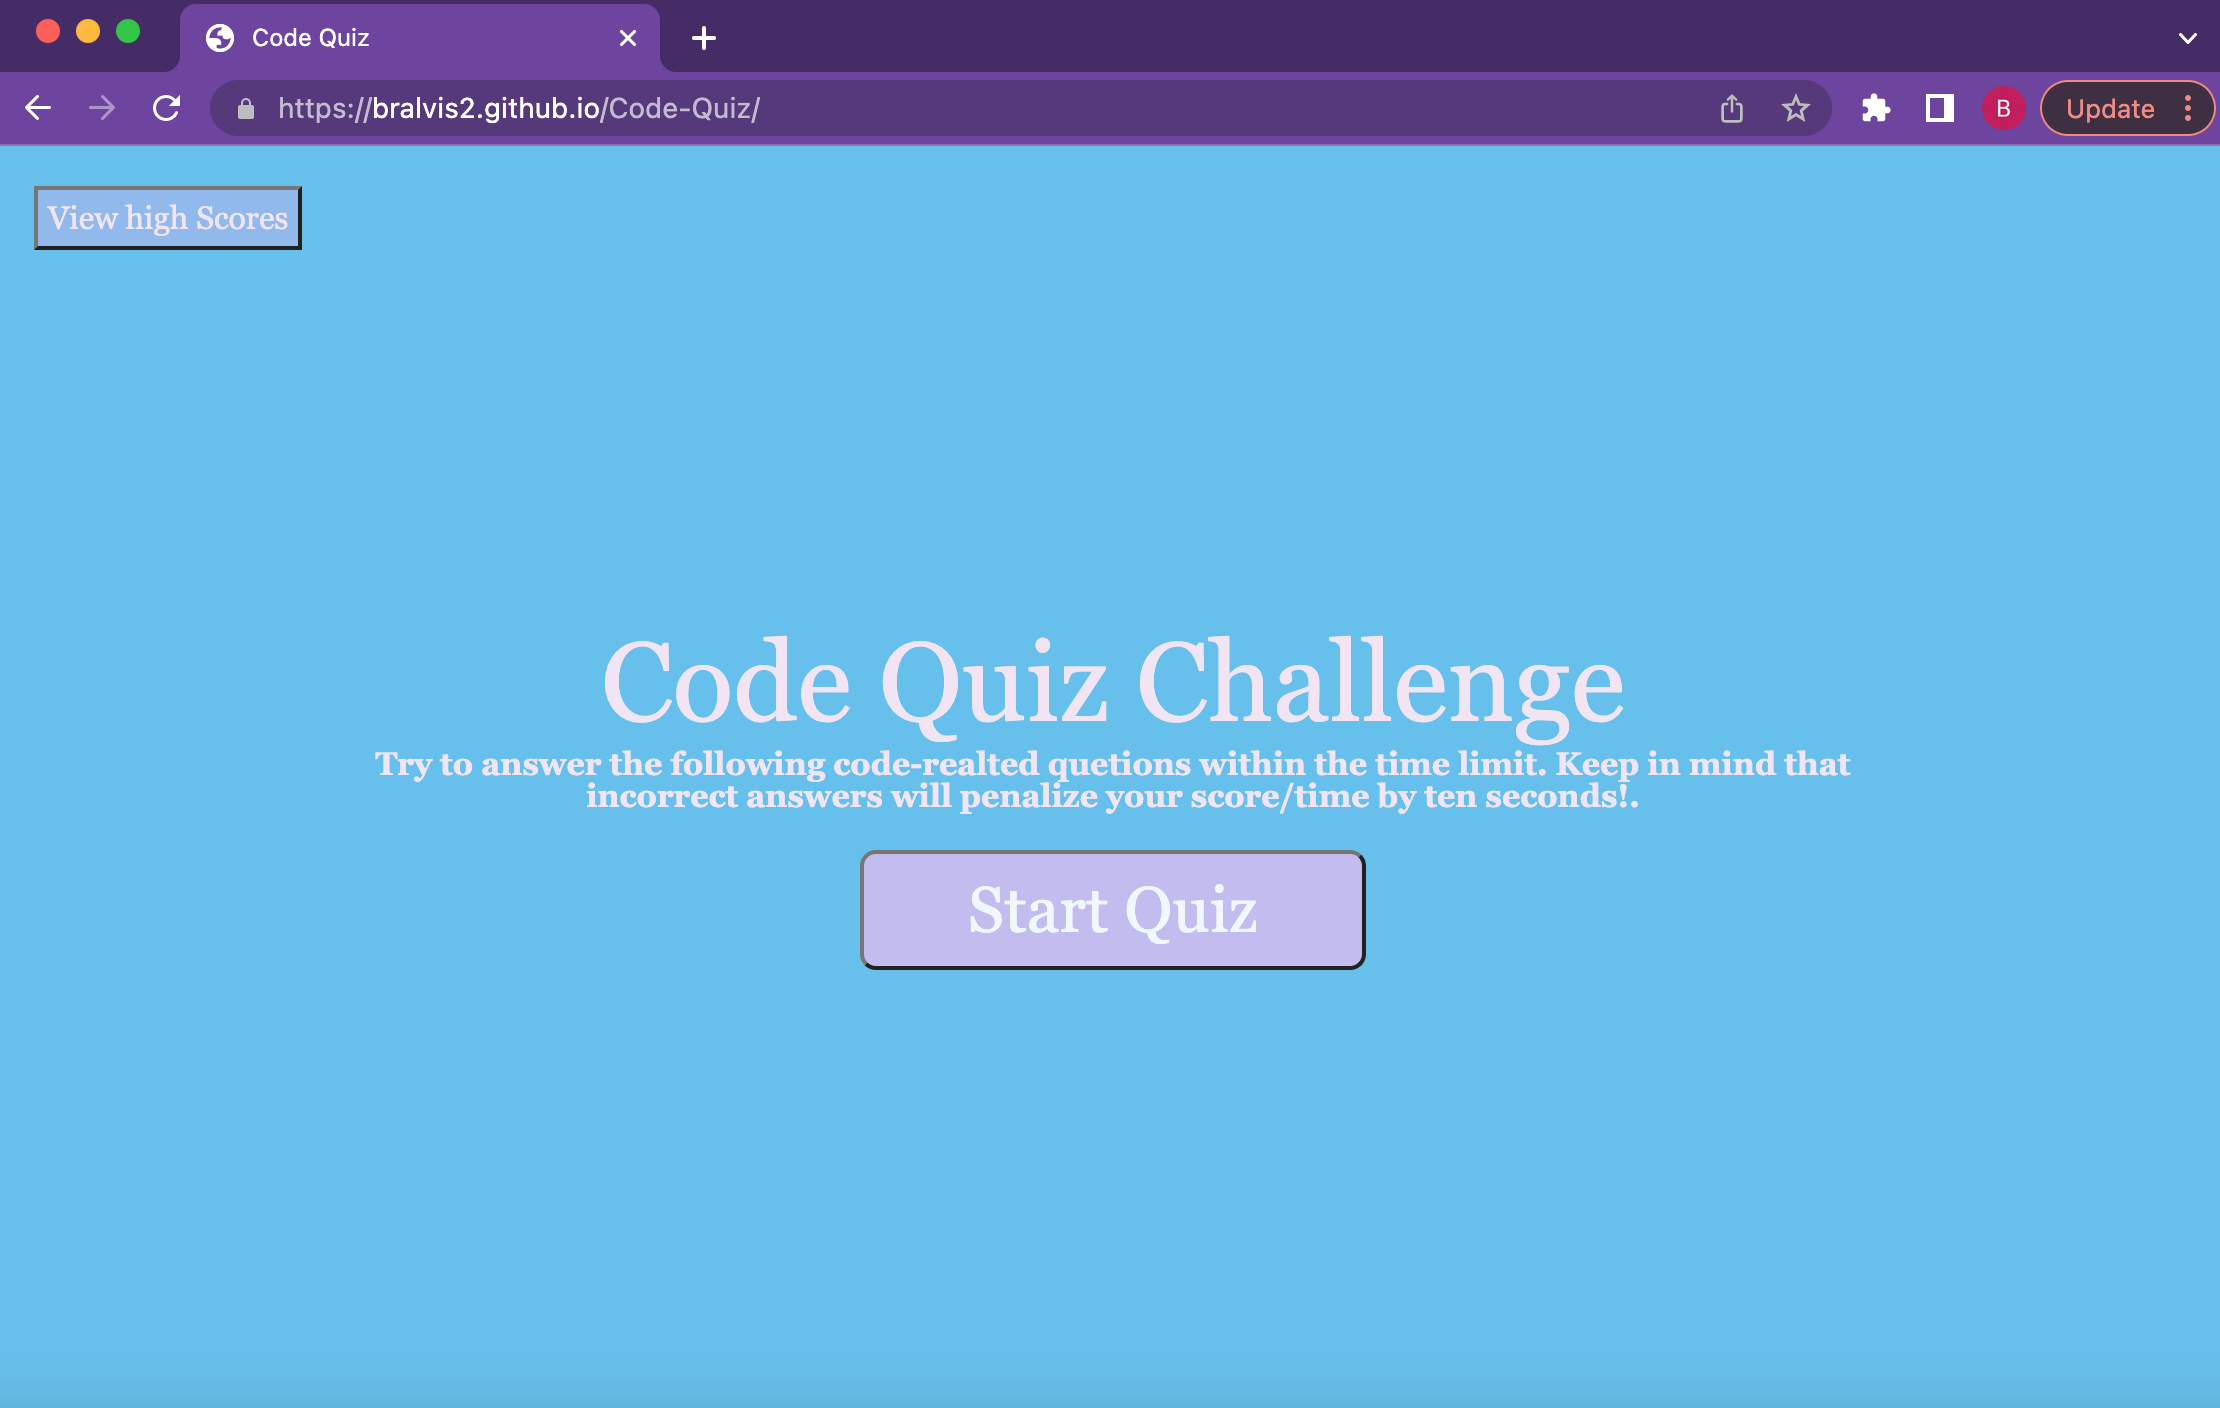 Code Quiz
https://bralvis2.github.io/Code-Quiz/
B
Update
View high Scores
Code Quiz Challenge
Try to answer the following code-realted quetions within the time limit. Keep in mind that
incorrect answers will penalize your score/time by ten seconds!.
Start Quiz